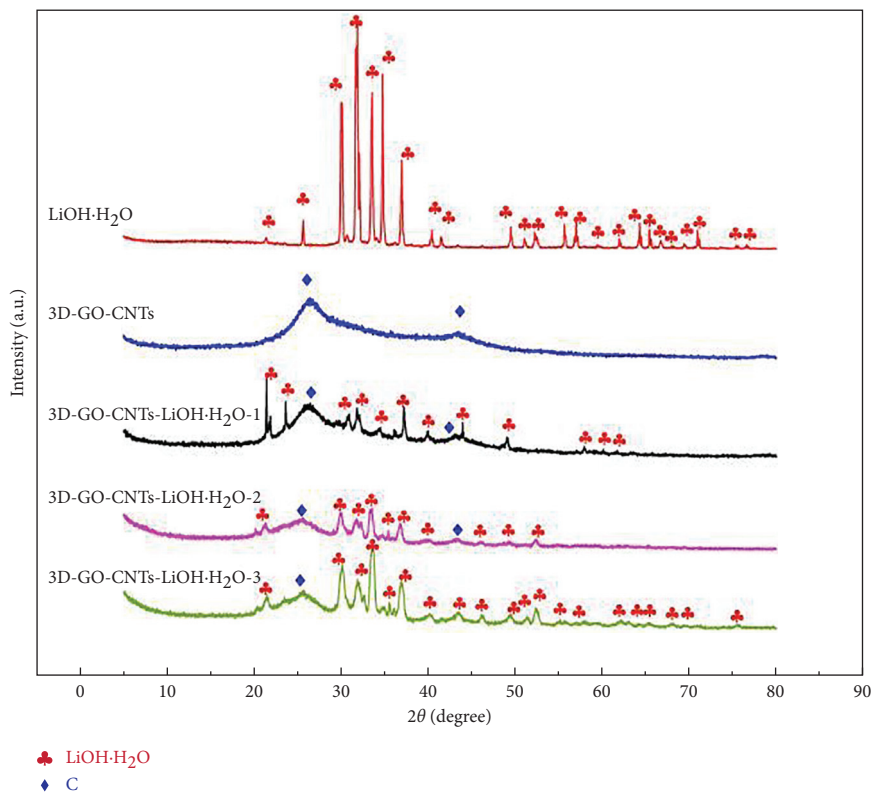 Intensity (a.u.)
LiOH·H₂O
3D-GO-CNTs
3D-GO-CNTs-LiOH·H₂O-1
3D-GO-CNTs-LiOH·H₂O-2
3D-GO-CNTs-LiOH·H₂O-3
0 10 20 30 40 50 60 70 80 90
2θ (degree)
LiOH·H₂O
C